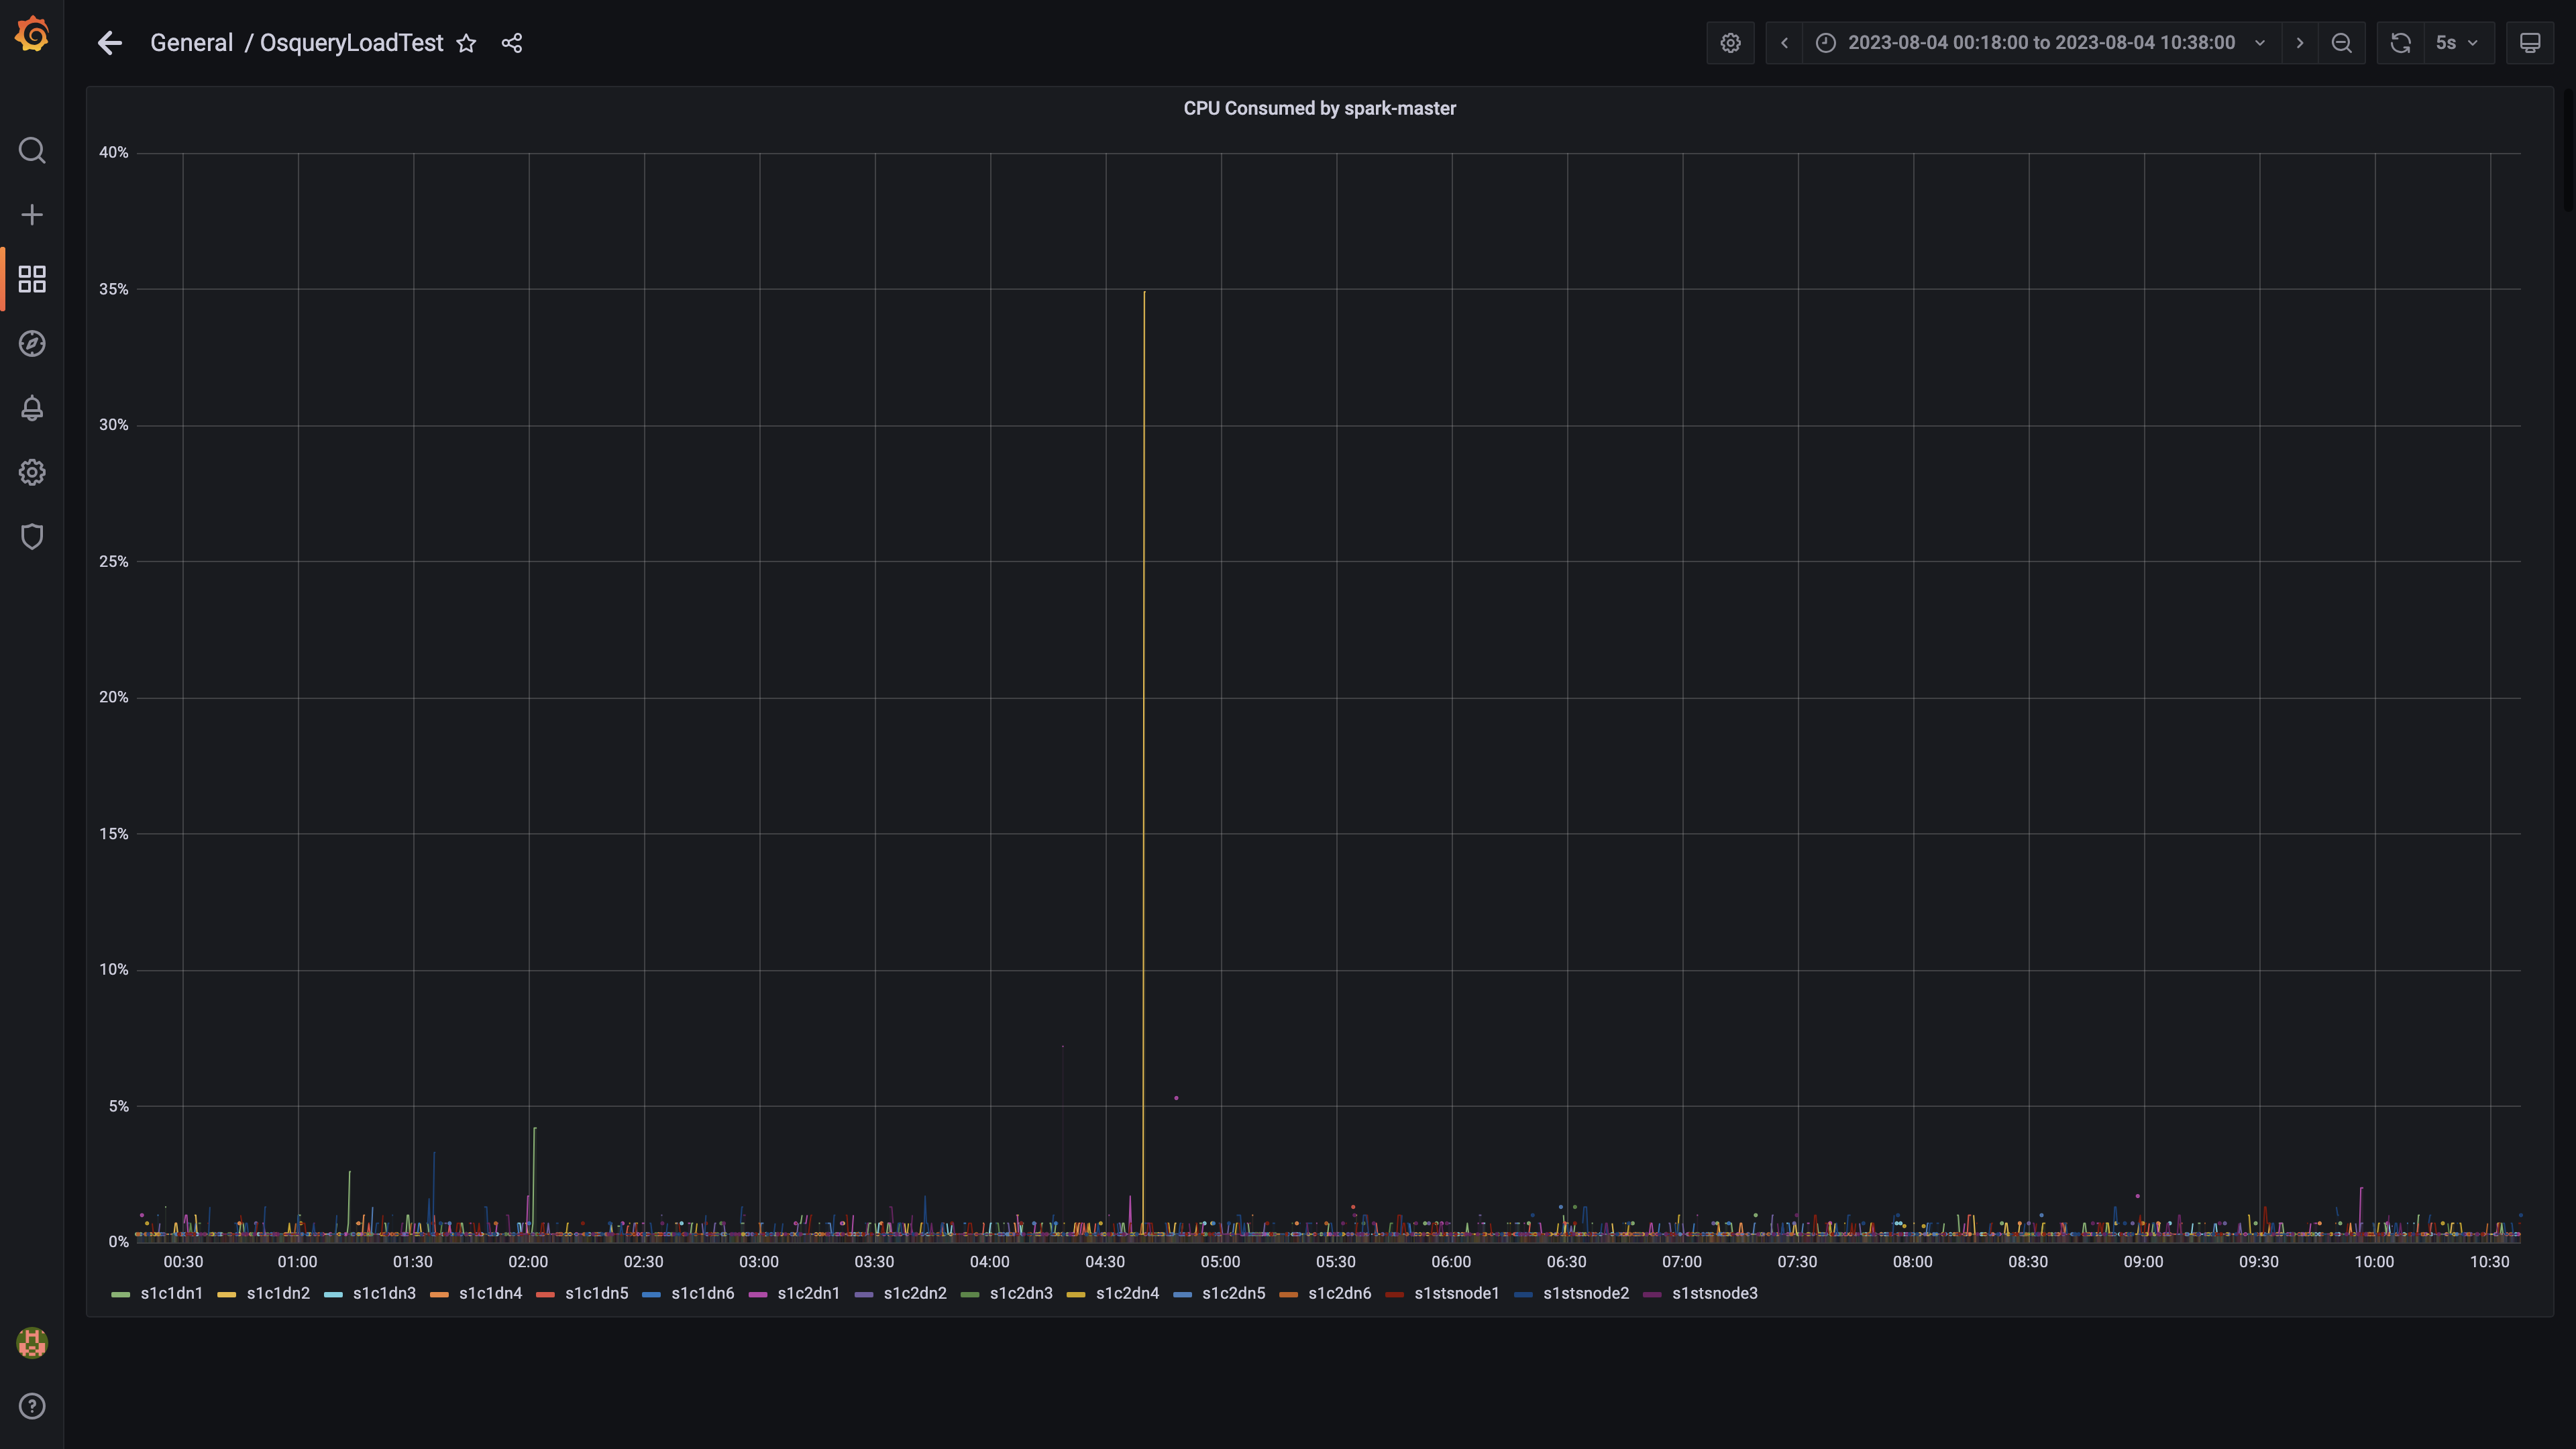 General / OsqueryLoadTest
2023-08-04 00:18:00 to 2023-08-04 10:38:00
5s
CPU Consumed by spark-master
40%
35%
30%
25%
20%
15%
10%
5%
0%
00:30 01:00 01:30 02:00 02:30 03:00 03:30 04:00 04:30 05:00 05:30 06:00 06:30 07:00 07:30 08:00 08:30 09:00 09:30 10:00 10:30
s1c1dn1 s1c1dn2 s1c1dn3 s1c1dn4 s1c1dn5 s1c1dn6 s1c2dn1 s1c2dn2 s1c2dn3 s1c2dn4 s1c2dn5 s1c2dn6 s1stsnode1 s1stsnode2 s1stsnode3